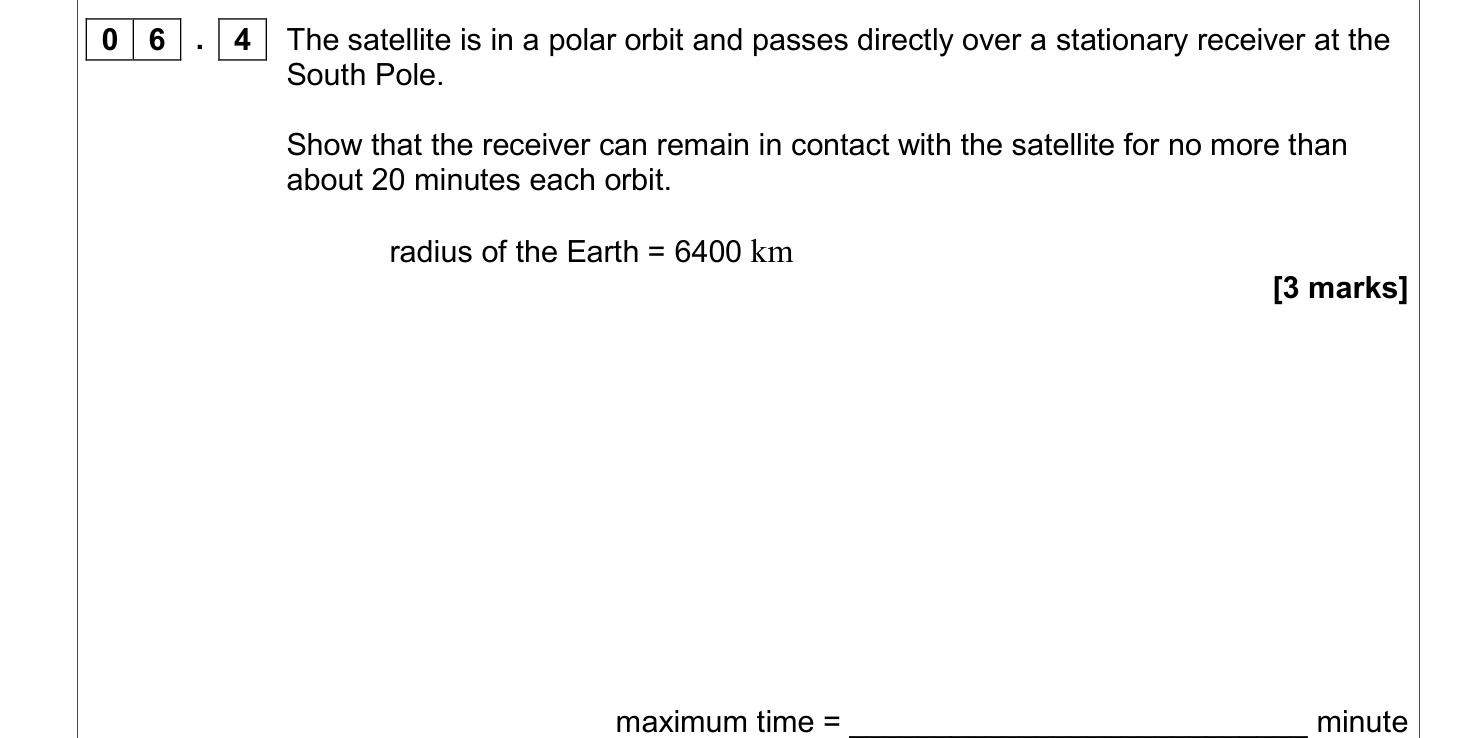 0 6 . 4 The satellite is in a polar orbit and passes directly over a stationary receiver at the
South Pole.
Show that the receiver can remain in contact with the satellite for no more than
about 20 minutes each orbit.
radius of the Earth = 6400 km
[3 marks]
maximum time = ______________________________ minute